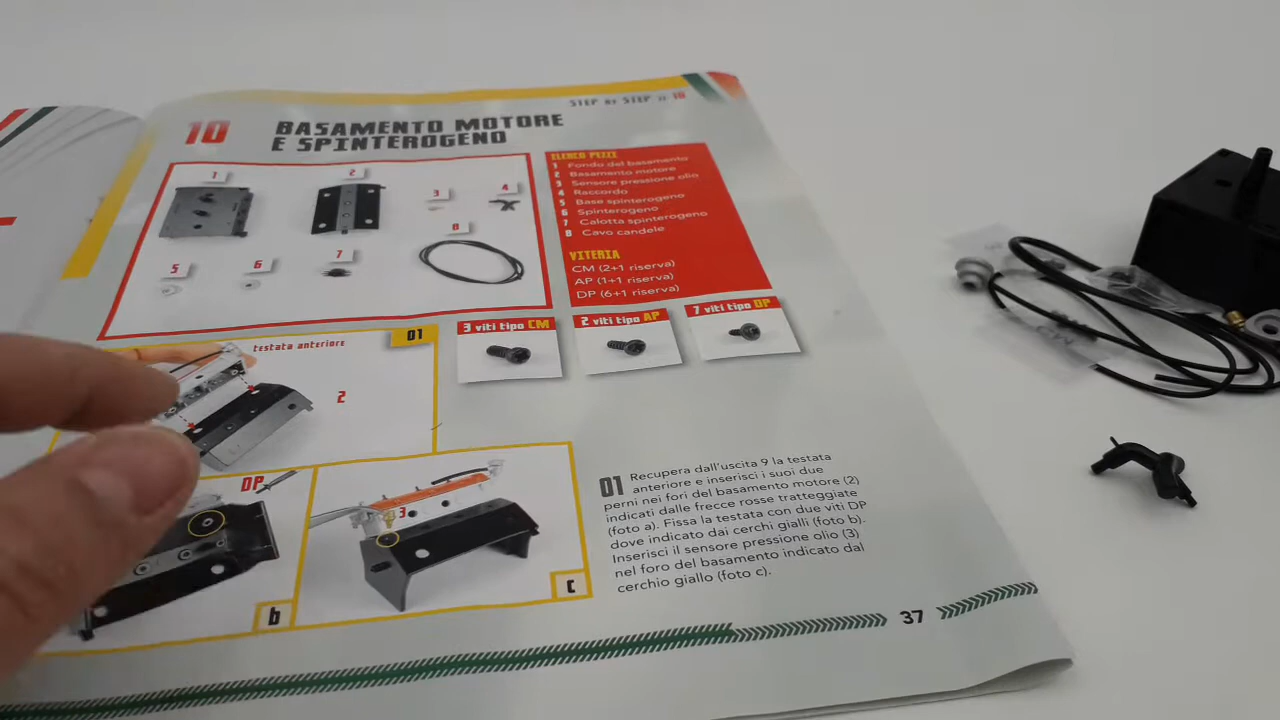 STEP BY STEP n° 10
10
BASAMENTO MOTORE
E SPINTEROGENO
1
2
3
4
5
6
7
8
ELENCO PEZZI
1 Fondo del basamento
2 Basamento motore
3 Sensore pressione olio
4 Raccordo
5 Base spinterogeno
6 Spinterogeno
7 Calotta spinterogeno
8 Cavo candele
VITERIA
CM (2+1 riserva)
AP (1+1 riserva)
DP (6+1 riserva)
3 viti tipo CM
2 viti tipo AP
7 viti tipo DP
testata anteriore
01
2
DP
b
3
c
01 Recupera dall'uscita 9 la testata
anteriore e inserisci i suoi due
perni nei fori del basamento motore (2)
indicati dalle frecce rosse tratteggiate
(foto a). Fissa la testata con due viti DP
dove indicato dai cerchi gialli (foto b).
Inserisci il sensore pressione olio (3)
nel foro del basamento indicato dal
cerchio giallo (foto c).
37